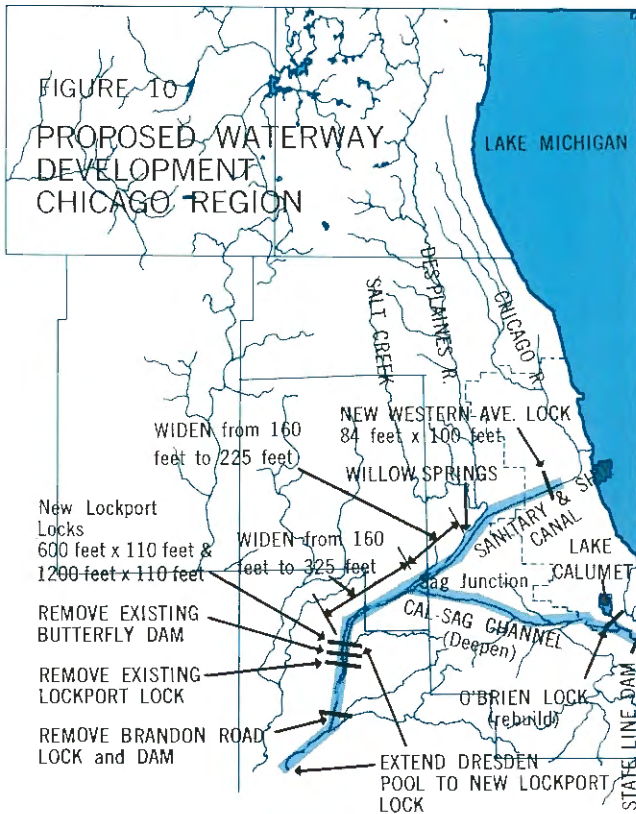 FIGURE 10
PROPOSED WATERWAY
DEVELOPMENT
CHICAGO REGION
LAKE MICHIGAN
SALT CREEK
DESPLAINES R.
CHICAGO R.
NEW WESTERN AVE. LOCK
84 feet x 100 feet
WIDEN from 160
feet to 225 feet
WILLOW SPRINGS
SANITARY & SHIP
CANAL
New Lockport
Locks
600 feet x 110 feet &
1200 feet x 110 feet
WIDEN from 160
feet to 325 feet
Sag Junction
LAKE
CALUMET
CAL-SAG CHANNEL
(Deepen)
REMOVE EXISTING
BUTTERFLY DAM
REMOVE EXISTING
LOCKPORT LOCK
O'BRIEN LOCK
(rebuild)
STATE LINE DAM
REMOVE BRANDON ROAD
LOCK and DAM
EXTEND DRESDEN
POOL TO NEW LOCKPORT
LOCK